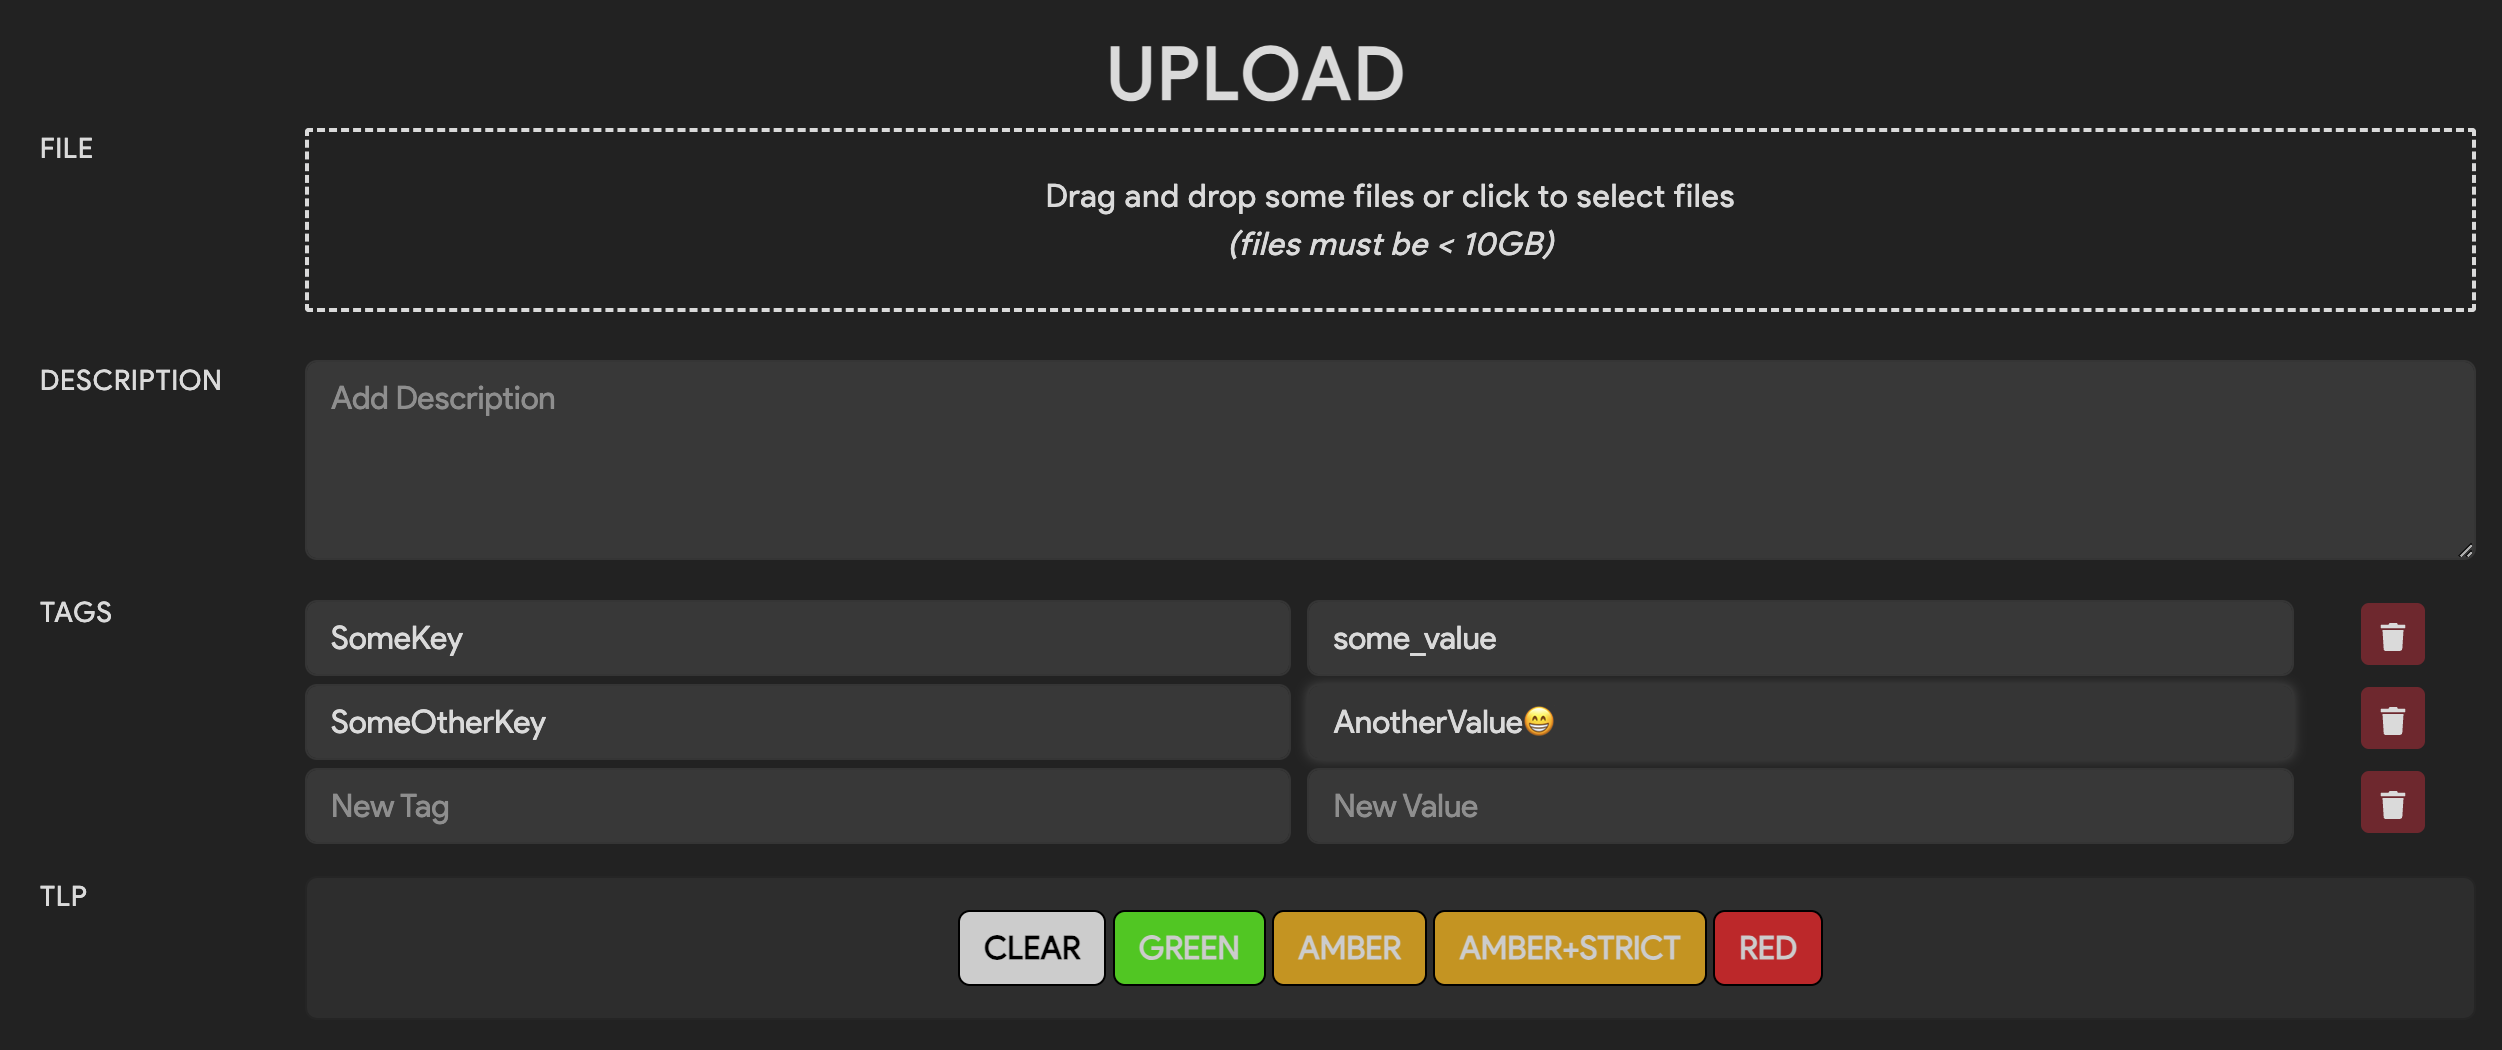 UPLOAD
FILE
Drag and drop some files or click to select files
(files must be < 10GB)
DESCRIPTION
Add Description
TAGS
SomeKey
some_value
SomeOtherKey
AnotherValue😁
New Tag
New Value
TLP
CLEAR
GREEN
AMBER
AMBER+STRICT
RED